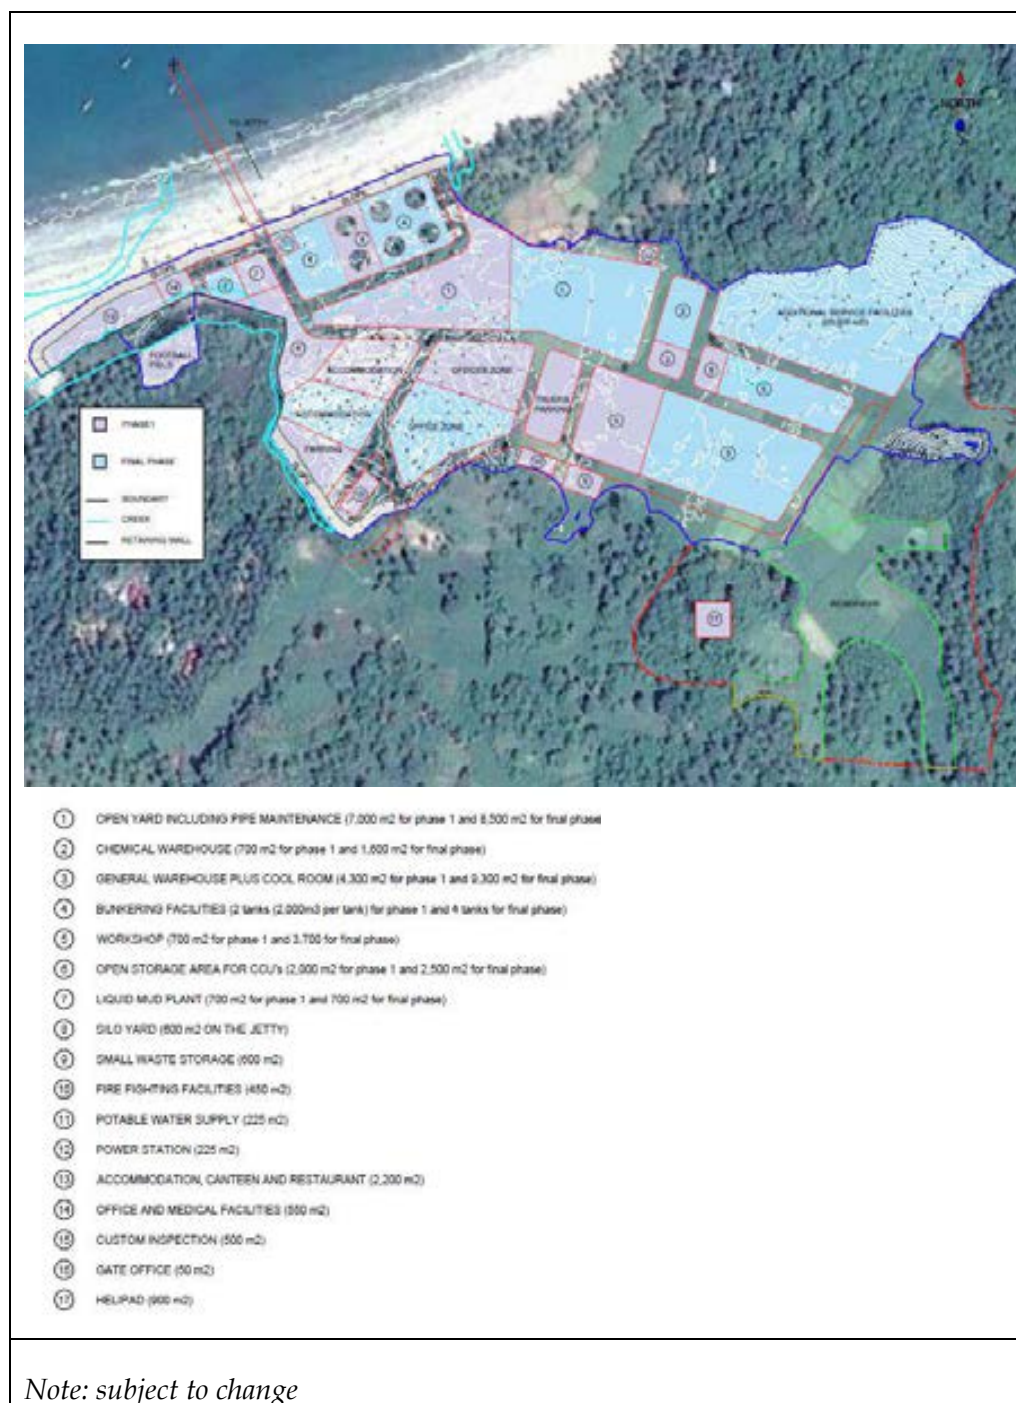 NORTH
TO JETTY
ADDITIONAL SERVICE FACILITIES
FOOTBALL
FIELD
ACCOMMODATION
OFFICES ZONE
TRUCKS
PARKING
ACCOMMODATION
OFFICE ZONE
PARKING
RESERVOIR
PHASE 1
FINAL PHASE
BOUNDARY
CREEK
RETAINING WALL
1 OPEN YARD INCLUDING PIPE MAINTENANCE (7,000 m2 for phase 1 and 8,500 m2 for final phase
2 CHEMICAL WAREHOUSE (700 m2 for phase 1 and 1,600 m2 for final phase)
3 GENERAL WAREHOUSE PLUS COOL ROOM (4,300 m2 for phase 1 and 9,300 m2 for final phase)
4 BUNKERING FACILITIES (2 tanks (2,000m3 per tank) for phase 1 and 4 tanks for final phase)
5 WORKSHOP (700 m2 for phase 1 and 3,700 for final phase)
6 OPEN STORAGE AREA FOR CCU's (2,000 m2 for phase 1 and 2,500 m2 for final phase)
7 LIQUID MUD PLANT (700 m2 for phase 1 and 700 m2 for final phase)
8 SILO YARD (600 m2 ON THE JETTY)
9 SMALL WASTE STORAGE (600 m2)
10 FIRE FIGHTING FACILITIES (450 m2)
11 POTABLE WATER SUPPLY (225 m2)
12 POWER STATION (225 m2)
13 ACCOMMODATION, CANTEEN AND RESTAURANT (2,200 m2)
14 OFFICE AND MEDICAL FACILITIES (550 m2)
15 CUSTOM INSPECTION (500 m2)
16 GATE OFFICE (50 m2)
17 HELIPAD (900 m2)
Note: subject to change